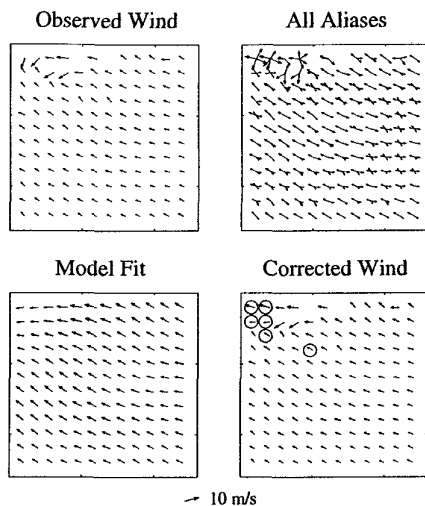 Observed Wind
All Aliases
Model Fit
Corrected Wind
10 m/s